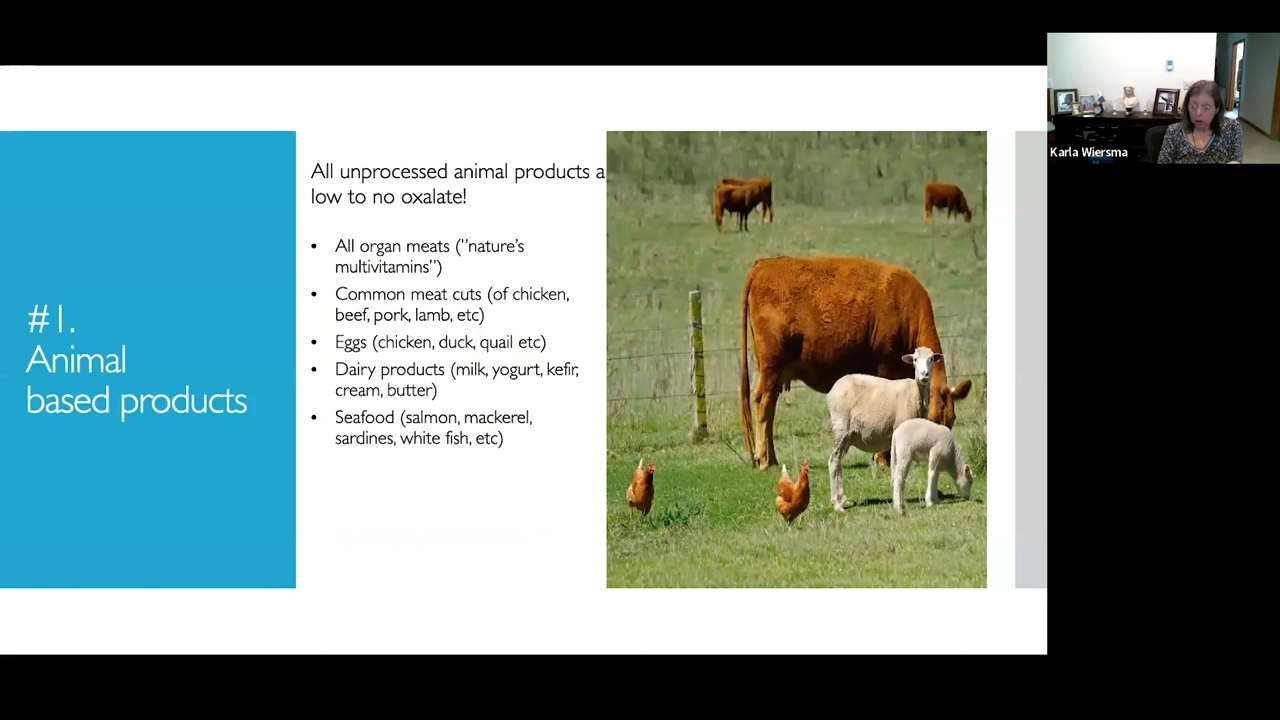 #1.
Animal
based products
All unprocessed animal products a
low to no oxalate!
• All organ meats (”nature’s
multivitamins”)
• Common meat cuts (of chicken,
beef, pork, lamb, etc)
• Eggs (chicken, duck, quail etc)
• Dairy products (milk, yogurt, kefir,
cream, butter)
• Seafood (salmon, mackerel,
sardines, white fish, etc)
Karla Wiersma